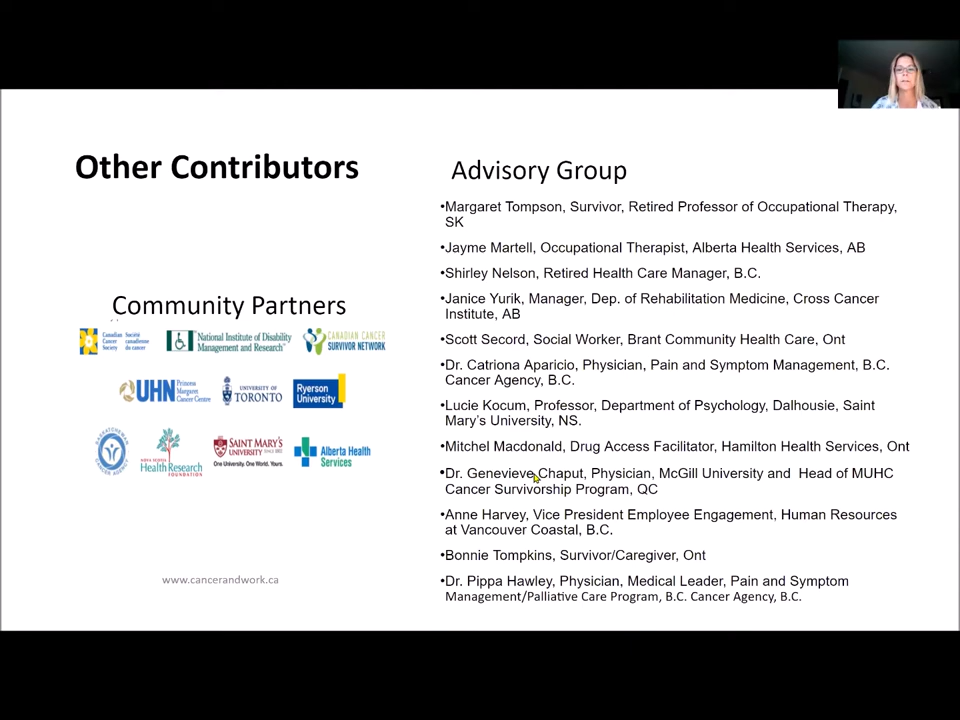 Other Contributors
Community Partners
Canadian Société
Cancer canadienne
Society du cancer
National Institute of Disability
Management and Research
CANADIAN CANCER
SURVIVOR NETWORK
UHN Princess
Margaret
Cancer Centre
UNIVERSITY OF
TORONTO
Ryerson
University
SASKATCHEWAN
CANCER AGENCY
NOVA SCOTIA
Health Research
FOUNDATION
SAINT MARY'S
UNIVERSITY SINCE 1802
One University. One World. Yours.
Alberta Health
Services
www.cancerandwork.ca
Advisory Group
•Margaret Tompson, Survivor, Retired Professor of Occupational Therapy,
SK
•Jayme Martell, Occupational Therapist, Alberta Health Services, AB
•Shirley Nelson, Retired Health Care Manager, B.C.
•Janice Yurik, Manager, Dep. of Rehabilitation Medicine, Cross Cancer
Institute, AB
•Scott Secord, Social Worker, Brant Community Health Care, Ont
•Dr. Catriona Aparicio, Physician, Pain and Symptom Management, B.C.
Cancer Agency, B.C.
•Lucie Kocum, Professor, Department of Psychology, Dalhousie, Saint
Mary's University, NS.
•Mitchel Macdonald, Drug Access Facilitator, Hamilton Health Services, Ont
•Dr. Genevieve Chaput, Physician, McGill University and Head of MUHC
Cancer Survivorship Program, QC
•Anne Harvey, Vice President Employee Engagement, Human Resources
at Vancouver Coastal, B.C.
•Bonnie Tompkins, Survivor/Caregiver, Ont
•Dr. Pippa Hawley, Physician, Medical Leader, Pain and Symptom
Management/Palliative Care Program, B.C. Cancer Agency, B.C.